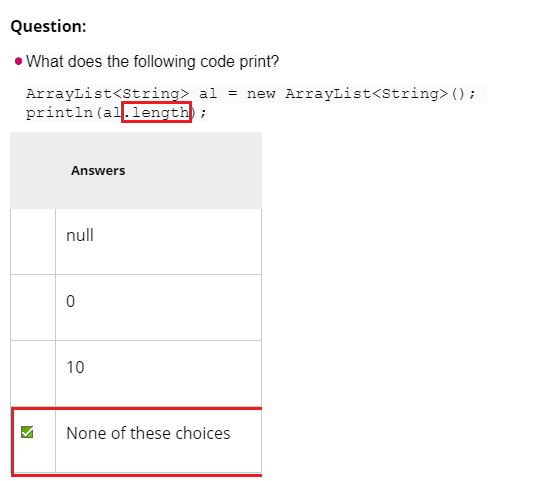 Question:
What does the following code print?
ArrayList<String> al = new ArrayList<String>();
println(al.length);
Answers
null
0
10
None of these choices